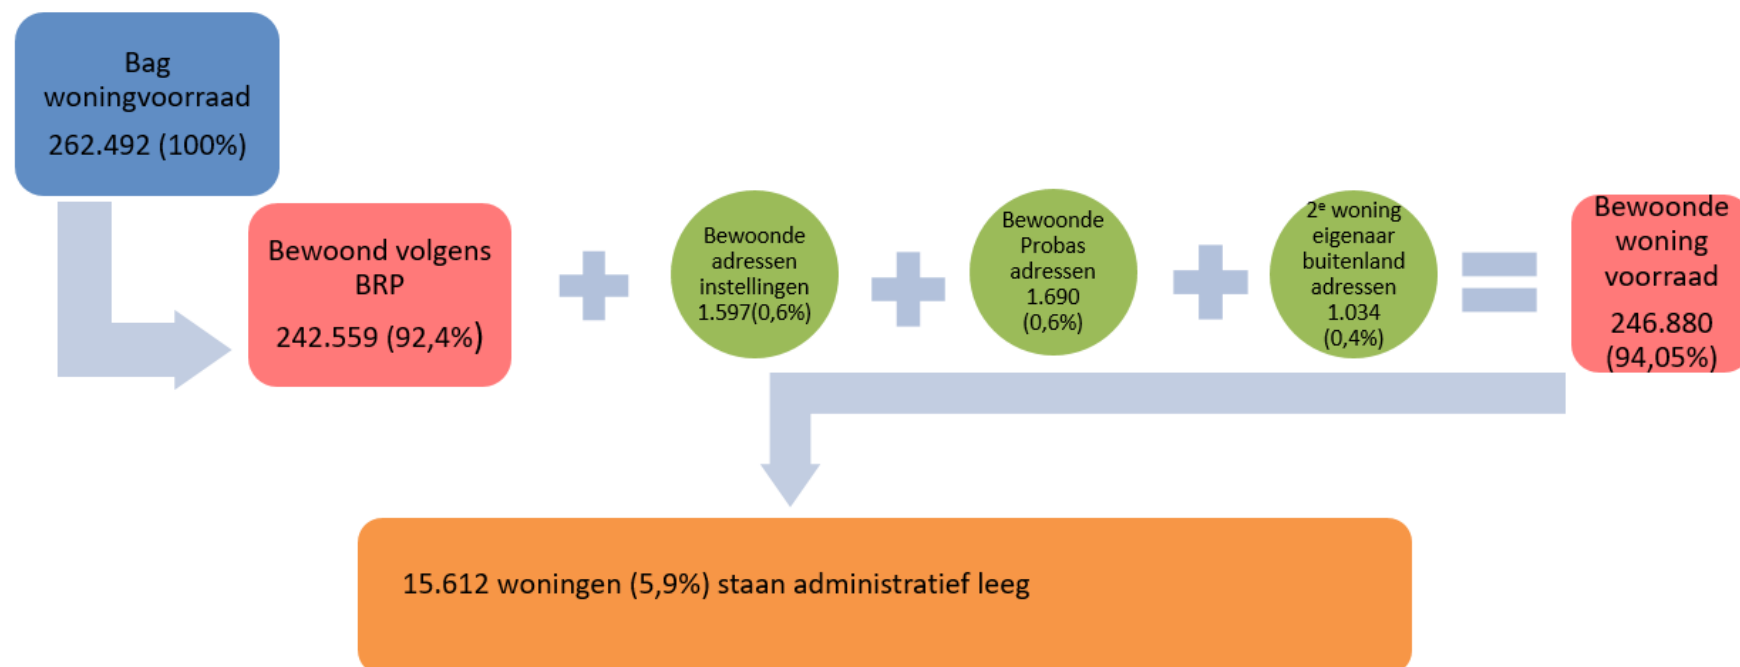 Bag
woningvoorraad
262.492 (100%)
Bewoond volgens
BRP
242.559 (92,4%)
Bewoonde
adressen
instellingen
1.597(0,6%)
Bewoonde
Probas
adressen
1.690
(0,6%)
2ᵉ woning
eigenaar
buitenland
adressen
1.034
(0,4%)
Bewoonde
woning
voorraad
246.880
(94,05%)
15.612 woningen (5,9%) staan administratief leeg